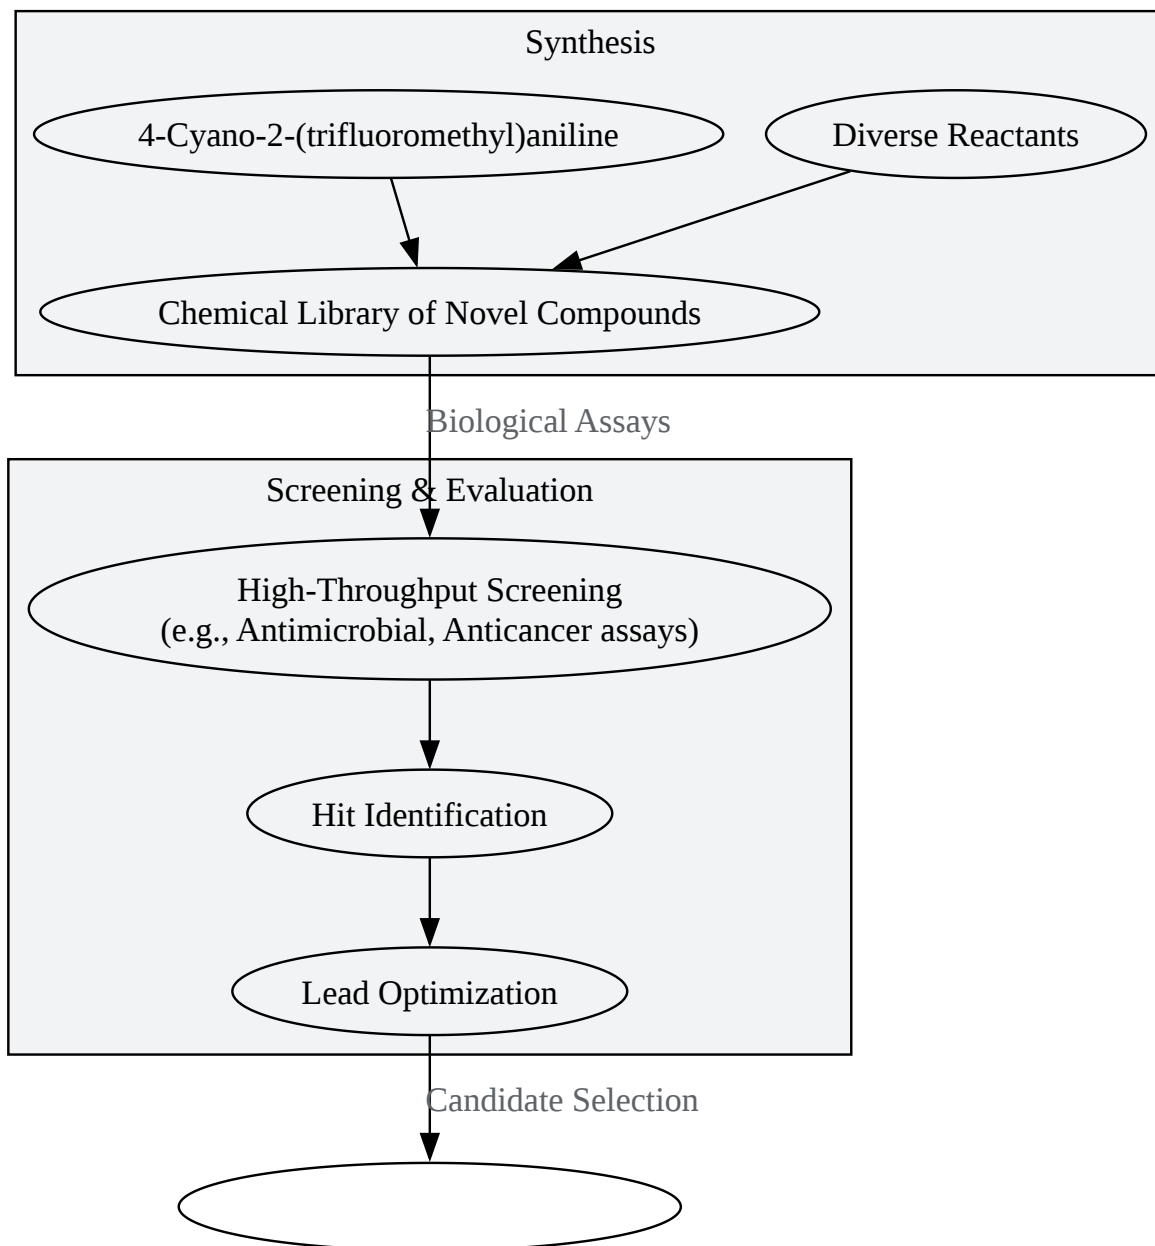 Synthesis
4-Cyano-2-(trifluoromethyl)aniline
Diverse Reactants
Chemical Library of Novel Compounds
Biological Assays
Screening & Evaluation
High-Throughput Screening
(e.g., Antimicrobial, Anticancer assays)
Hit Identification
Lead Optimization
Candidate Selection